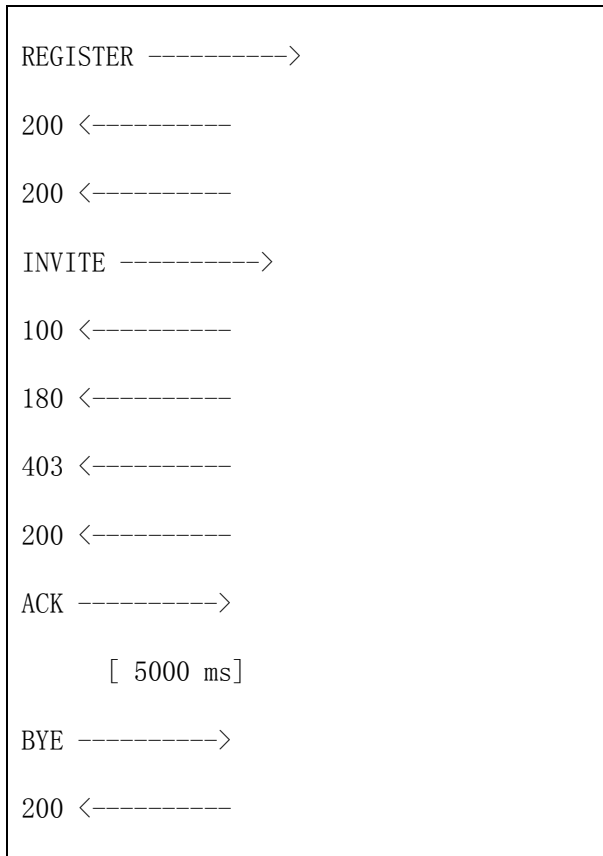 REGISTER ---------->
200 <----------
200 <----------
INVITE ---------->
100 <----------
180 <----------
403 <----------
200 <----------
ACK ---------->
[ 5000 ms]
BYE ---------->
200 <----------